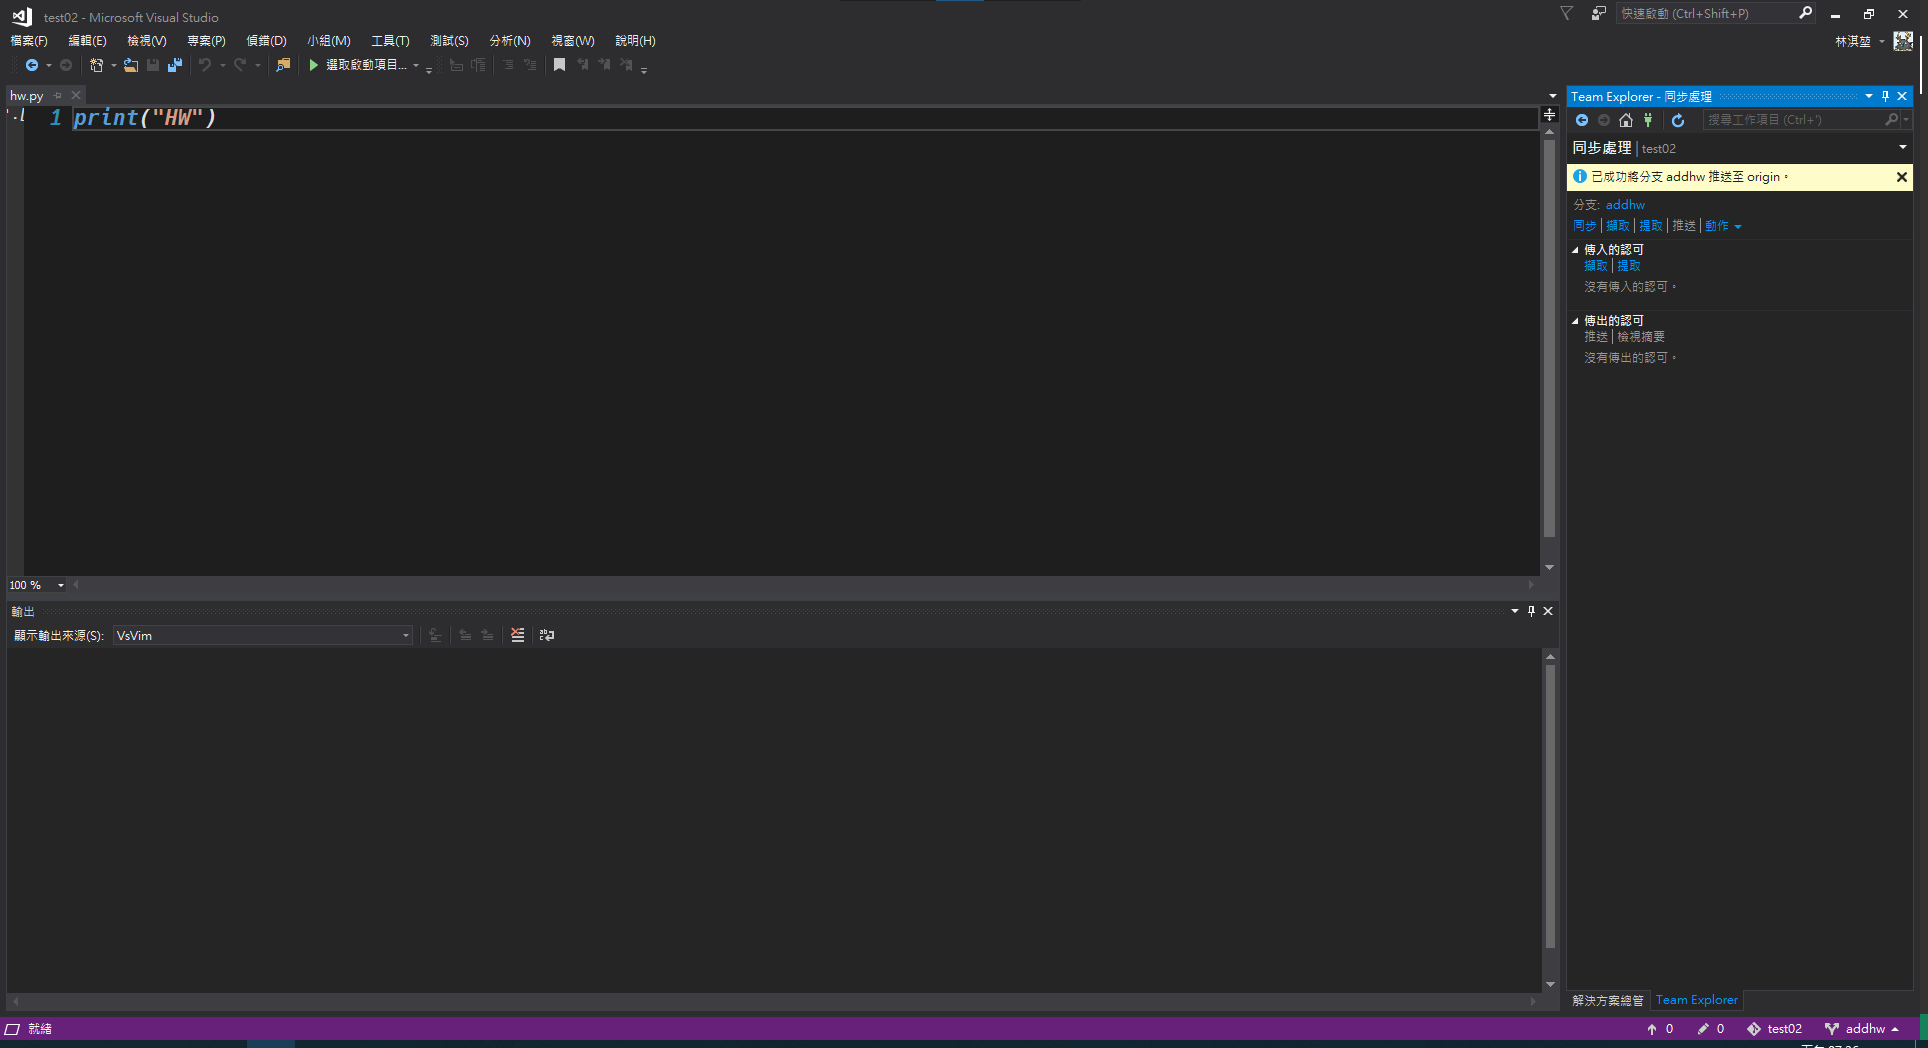 test02 - Microsoft Visual Studio
快速啟動 (Ctrl+Shift+P)
檔案(F) 編輯(E) 檢視(V) 專案(P) 偵錯(D) 小組(M) 工具(T) 測試(S) 分析(N) 視窗(W) 說明(H)
林淇堃
選取啟動項目...
hw.py
1 print("HW")
100 %
輸出
顯示輸出來源(S): VsVim
Team Explorer - 同步處理
搜尋工作項目 (Ctrl+')
同步處理 | test02
已成功將分支 addhw 推送至 origin。
分支: addhw
同步 | 擷取 | 提取 | 推送 | 動作
傳入的認可
擷取 | 提取
沒有傳入的認可。
傳出的認可
推送 | 檢視摘要
沒有傳出的認可。
解決方案總管 Team Explorer
就緒
0 0 test02 addhw